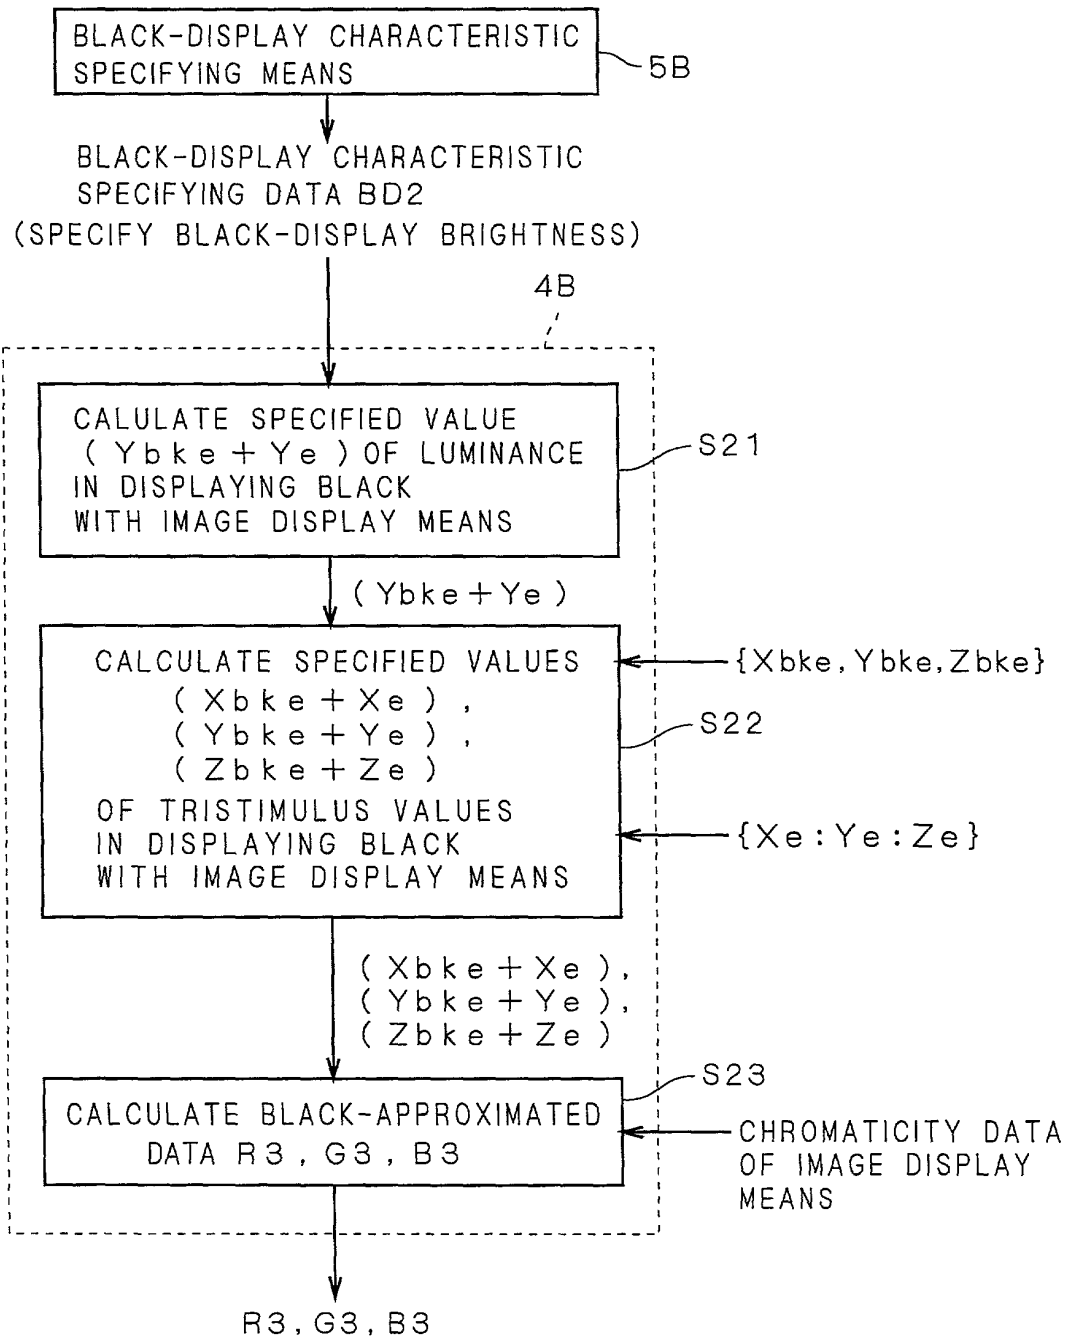 BLACK-DISPLAY CHARACTERISTIC
SPECIFYING MEANS
5B
BLACK-DISPLAY CHARACTERISTIC
SPECIFYING DATA BD2
(SPECIFY BLACK-DISPLAY BRIGHTNESS)
4B
CALULATE SPECIFIED VALUE
(Ybke+Ye) OF LUMINANCE
IN DISPLAYING BLACK
WITH IMAGE DISPLAY MEANS
S21
(Ybke+Ye)
CALCULATE SPECIFIED VALUES
(Xbke+Xe),
(Ybke+Ye),
(Zbke+Ze)
OF TRISTIMULUS VALUES
IN DISPLAYING BLACK
WITH IMAGE DISPLAY MEANS
{Xbke,Ybke,Zbke}
S22
{Xe:Ye:Ze}
(Xbke+Xe),
(Ybke+Ye),
(Zbke+Ze)
S23
CALCULATE BLACK-APPROXIMATED
DATA R3, G3, B3
CHROMATICITY DATA
OF IMAGE DISPLAY
MEANS
R3, G3, B3